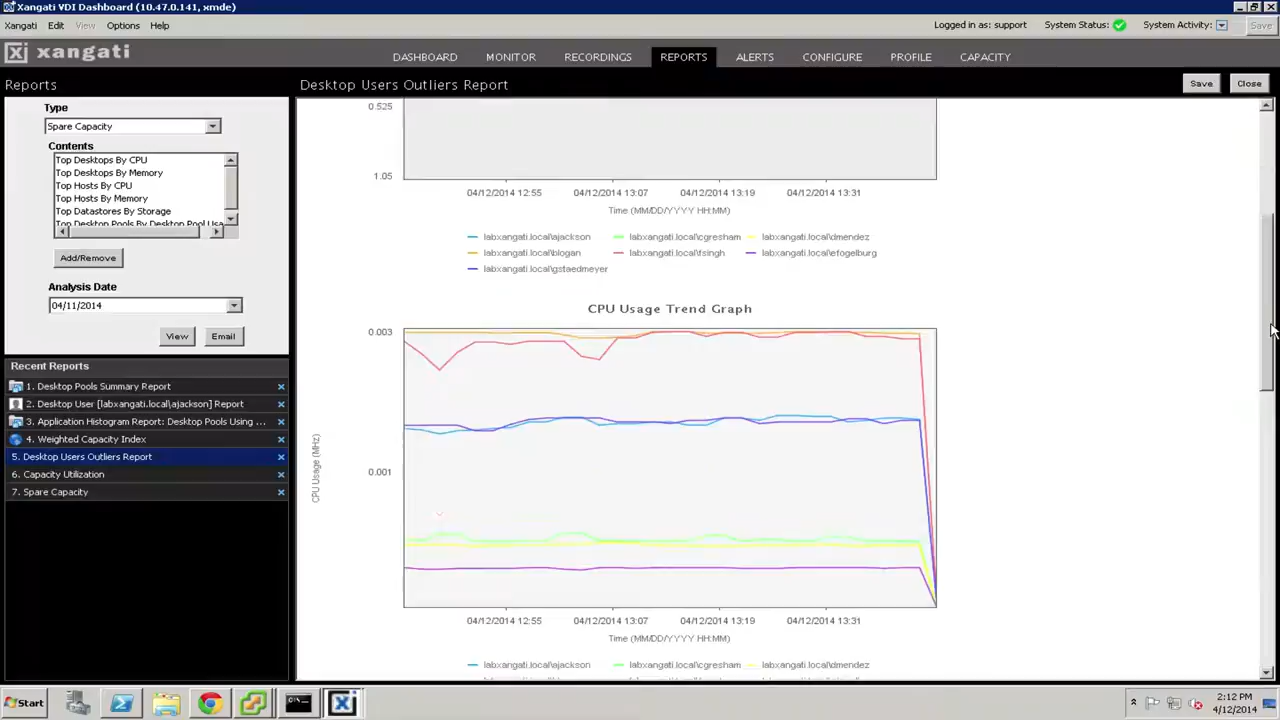 Xangati VDI Dashboard (10.47.0.141, xmde)
Xangati Edit View Options Help
Logged in as: support System Status: System Activity: Save
xangati
DASHBOARD MONITOR RECORDINGS REPORTS ALERTS CONFIGURE PROFILE CAPACITY
Reports
Desktop Users Outliers Report
Save Close
Type
Spare Capacity
Contents
Top Desktops By CPU
Top Desktops By Memory
Top Hosts By CPU
Top Hosts By Memory
Top Datastores By Storage
Top Desktop Pools By Desktop Pool Usa
Add/Remove
Analysis Date
04/11/2014
View Email
Recent Reports
1. Desktop Pools Summary Report
2. Desktop User [labxangati.local\ajackson] Report
3. Application Histogram Report: Desktop Pools Using ...
4. Weighted Capacity Index
5. Desktop Users Outliers Report
6. Capacity Utilization
7. Spare Capacity
0.525
1.05
04/12/2014 12:55 04/12/2014 13:07 04/12/2014 13:19 04/12/2014 13:31
Time (MM/DD/YYYY HH:MM)
labxangati.local\ajackson labxangati.local\cgresham labxangati.local\dmendez
labxangati.local\blogan labxangati.local\fsingh labxangati.local\efogelburg
labxangati.local\gstaedmeyer
CPU Usage Trend Graph
0.003
CPU Usage (MHz)
0.001
04/12/2014 12:55 04/12/2014 13:07 04/12/2014 13:19 04/12/2014 13:31
Time (MM/DD/YYYY HH:MM)
labxangati.local\ajackson labxangati.local\cgresham labxangati.local\dmendez
Start
2:12 PM
4/12/2014